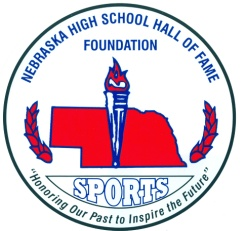 NEBRASKA HIGH SCHOOL HALL OF FAME
FOUNDATION
SPORTS
"Honoring Our Past to Inspire the Future"